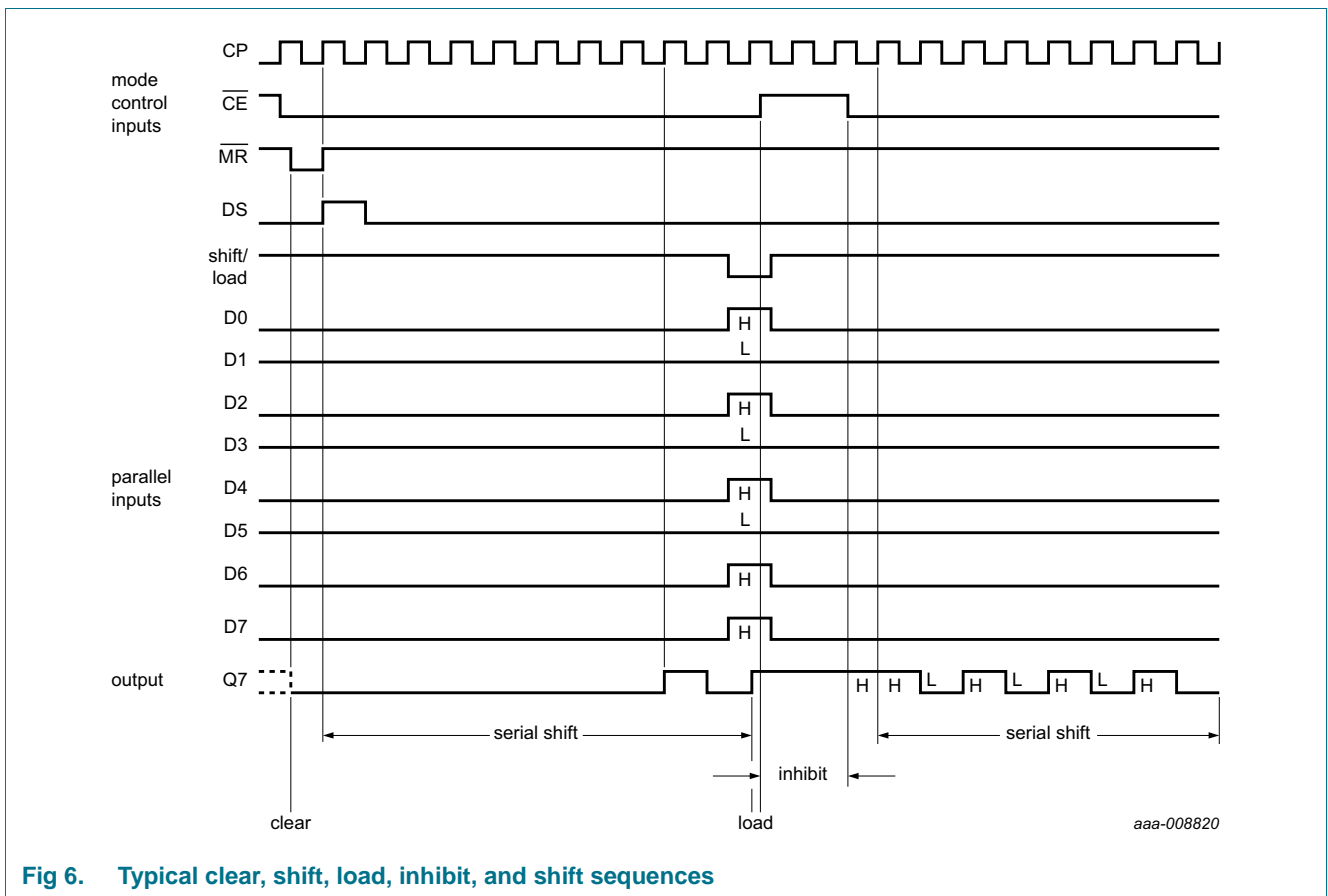 CP
mode
control
inputs
CE
MR
DS
shift/
load
D0
H
D1
L
D2
H
D3
L
parallel
inputs
D4
H
D5
L
D6
H
D7
H
output
Q7
H H L H L H L H
serial shift
serial shift
inhibit
clear
load
aaa-008820
Fig 6. Typical clear, shift, load, inhibit, and shift sequences